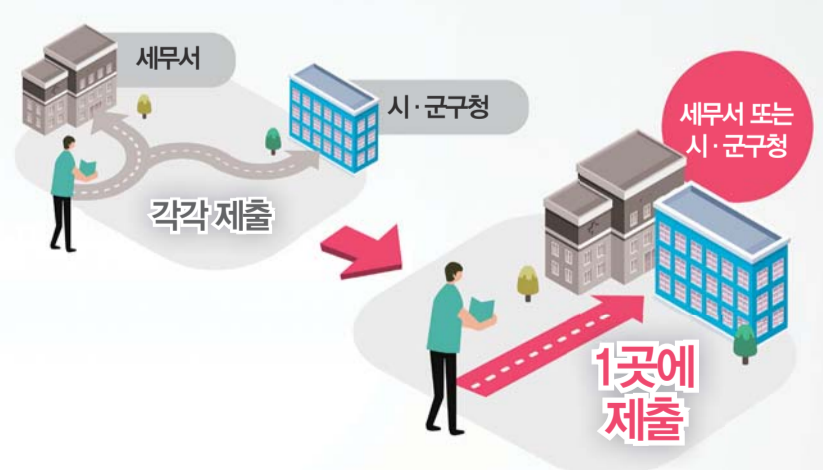 세무서
시·군구청
각각 제출
세무서 또는
시·군구청
1곳에
제출